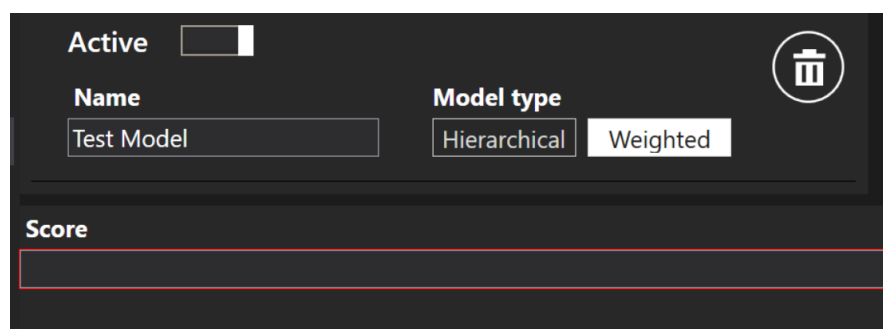 Active
Name
Model type
Test Model
Hierarchical
Weighted
Score